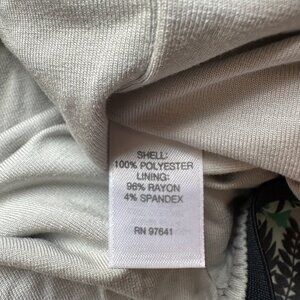 SHELL:
100% POLYESTER
LINING:
96% RAYON
4% SPANDEX
RN 97641